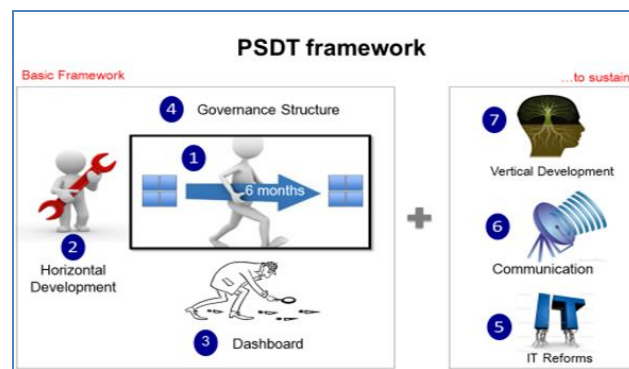 PSDT framework
Basic Framework
...to sustain
4 Governance Structure
1
6 months
2
Horizontal
Development
3 Dashboard
7
Vertical Development
6
Communication
IT
5
IT Reforms